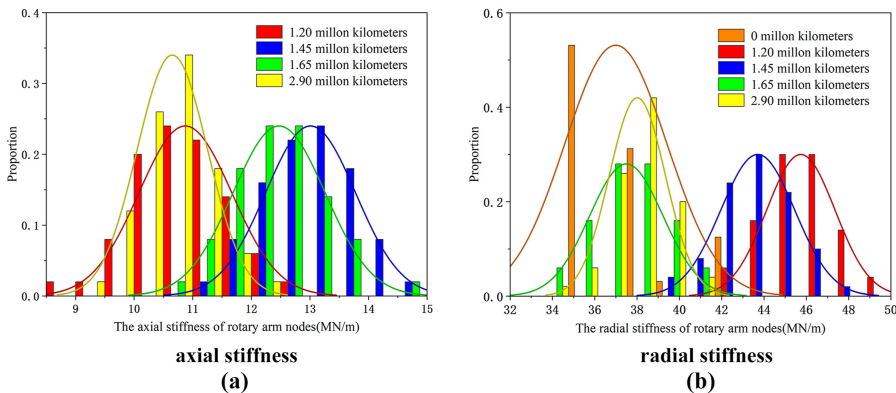 0.4
0.3
0.2
0.1
0.0
Proportion
1.20 millon kilometers
1.45 millon kilometers
1.65 millon kilometers
2.90 millon kilometers
9 10 11 12 13 14 15
The axial stiffness of rotary arm nodes(MN/m)
axial stiffness
(a)
0.6
0.4
0.2
0.0
Proportion
0 millon kilometers
1.20 millon kilometers
1.45 millon kilometers
1.65 millon kilometers
2.90 millon kilometers
32 34 36 38 40 42 44 46 48 50
The radial stiffness of rotary arm nodes(MN/m)
radial stiffness
(b)